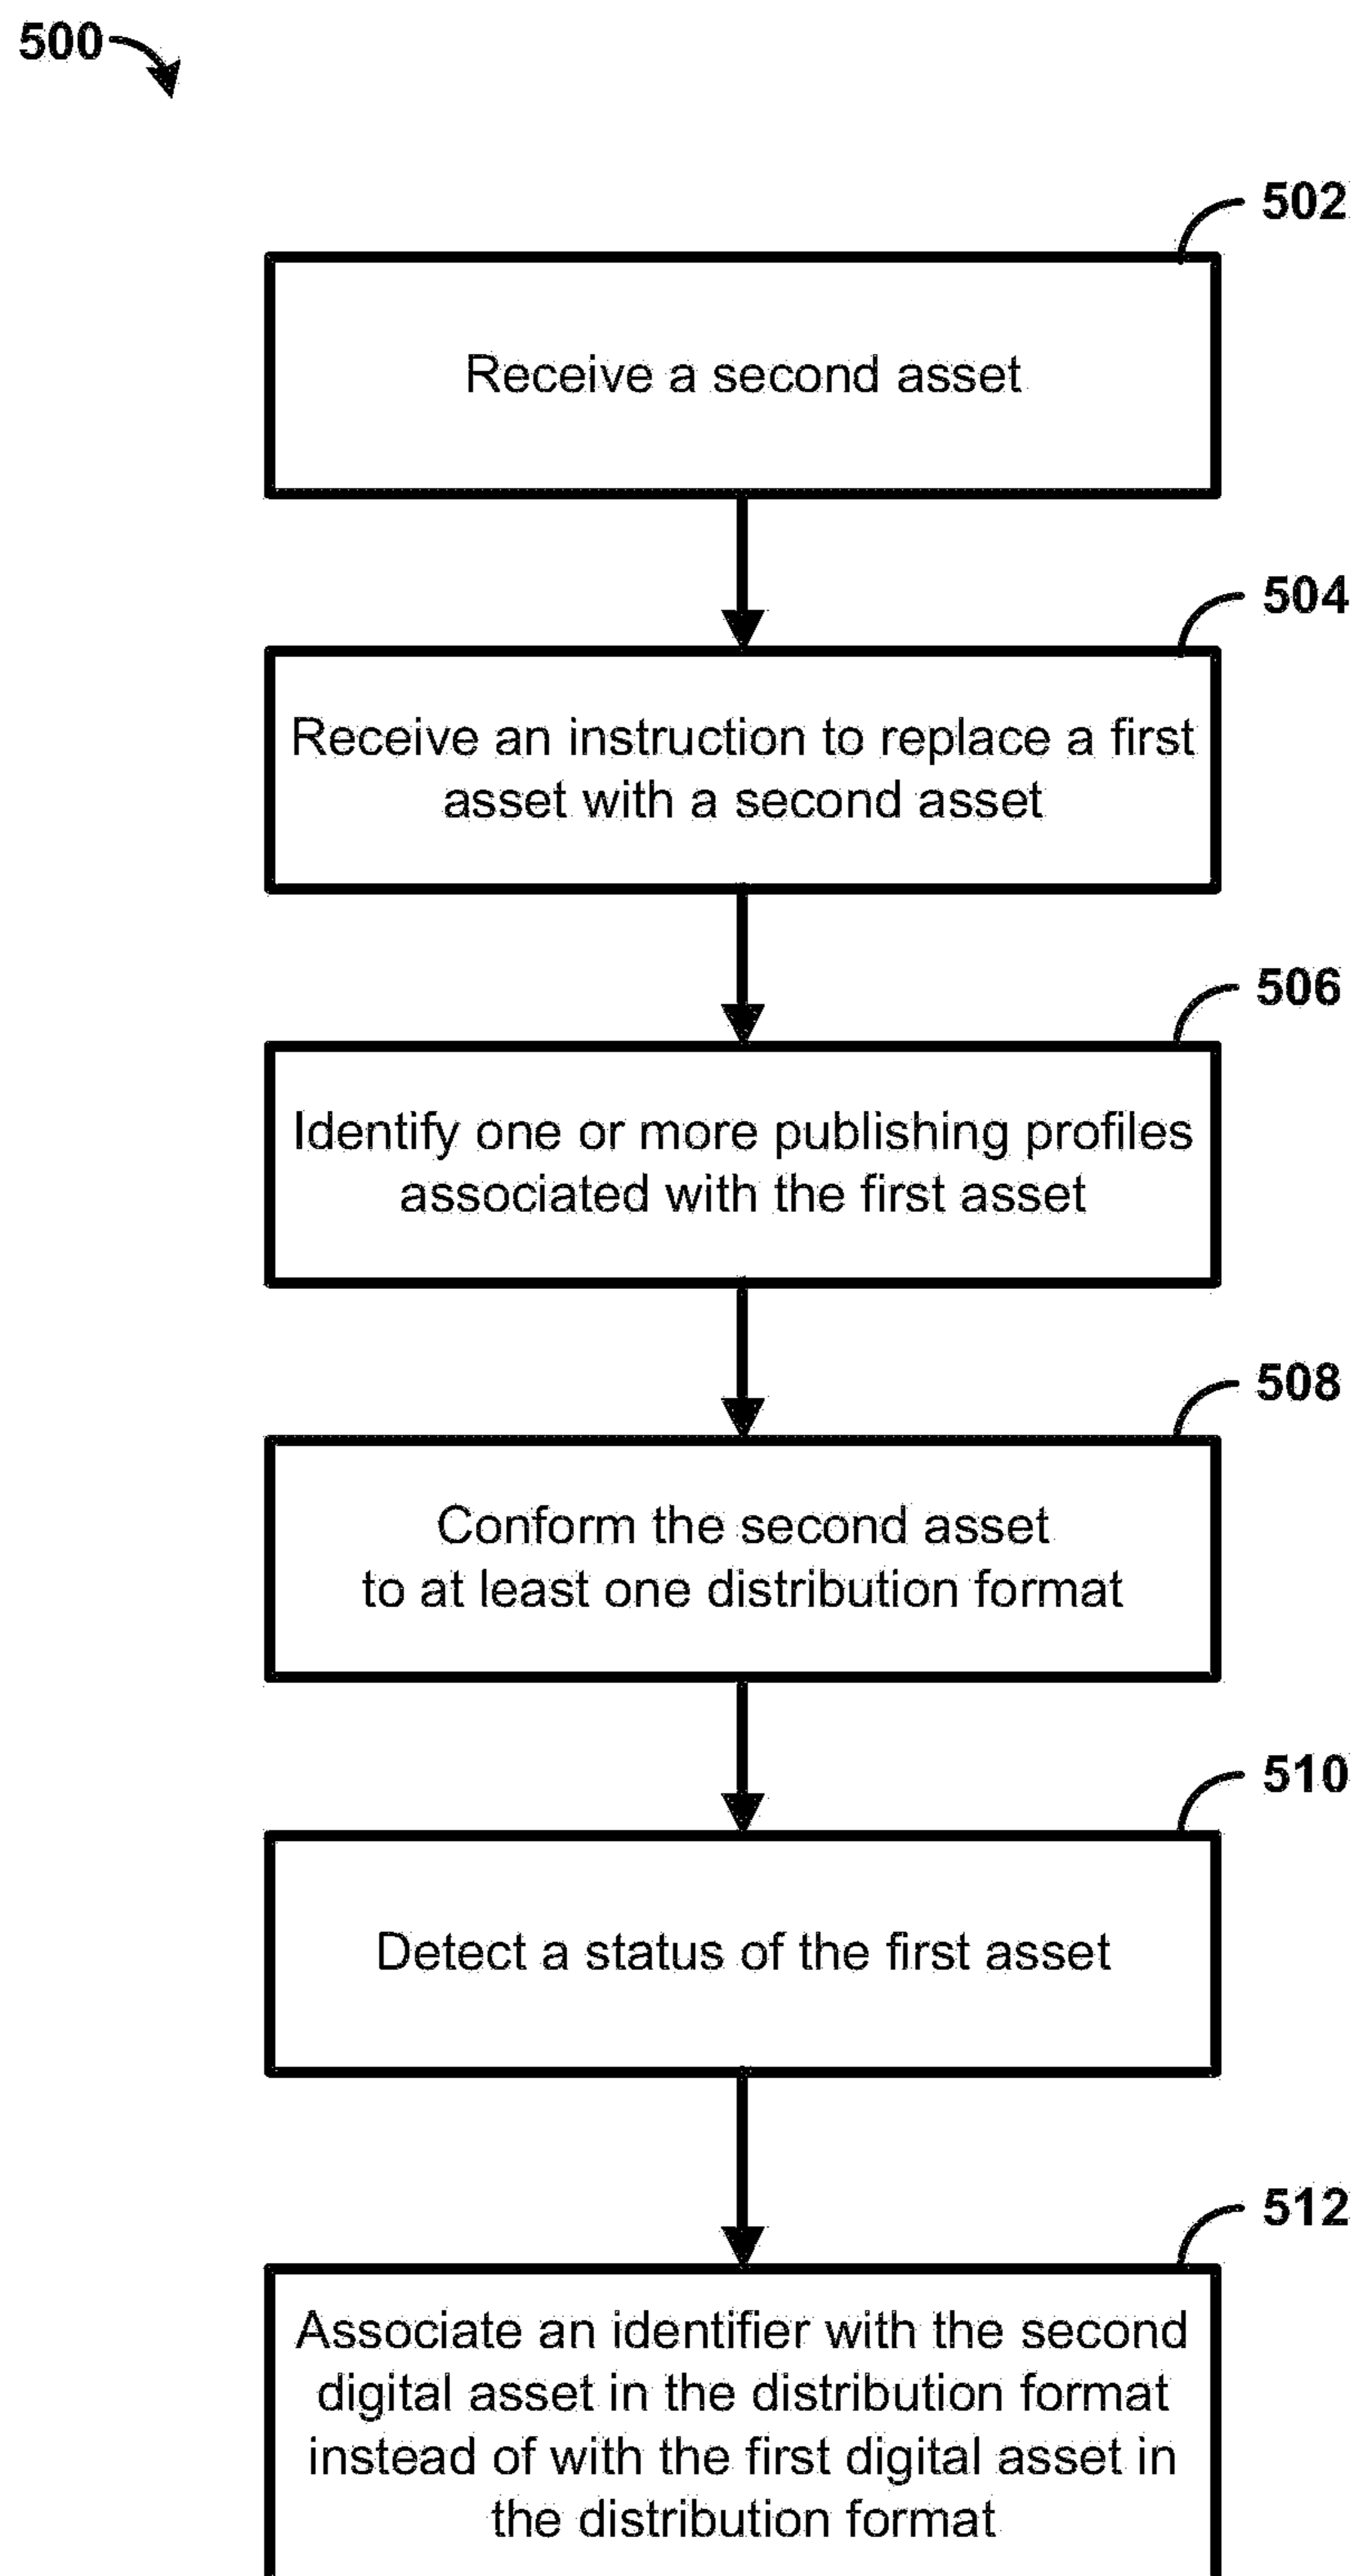 500
502
Receive a second asset
504
Receive an instruction to replace a first
asset with a second asset
506
Identify one or more publishing profiles
associated with the first asset
508
Conform the second asset
to at least one distribution format
510
Detect a status of the first asset
512
Associate an identifier with the second
digital asset in the distribution format
instead of with the first digital asset in
the distribution format